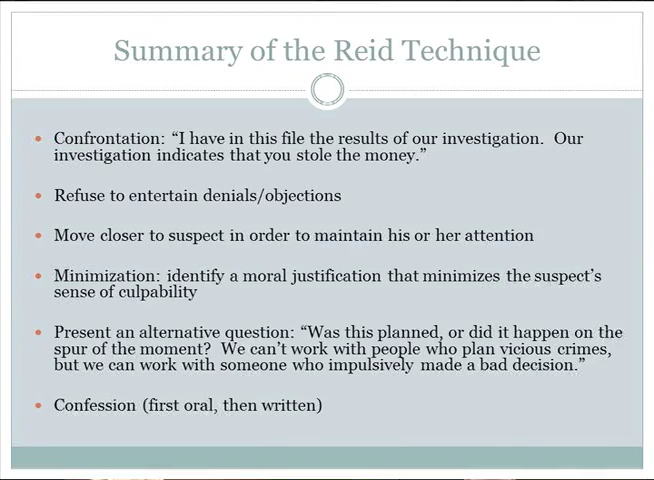 Summary of the Reid Technique
• Confrontation: “I have in this file the results of our investigation.  Our
investigation indicates that you stole the money.”
• Refuse to entertain denials/objections
• Move closer to suspect in order to maintain his or her attention
• Minimization: identify a moral justification that minimizes the suspect’s
sense of culpability
• Present an alternative question: “Was this planned, or did it happen on the
spur of the moment?  We can’t work with people who plan vicious crimes,
but we can work with someone who impulsively made a bad decision.”
• Confession (first oral, then written)